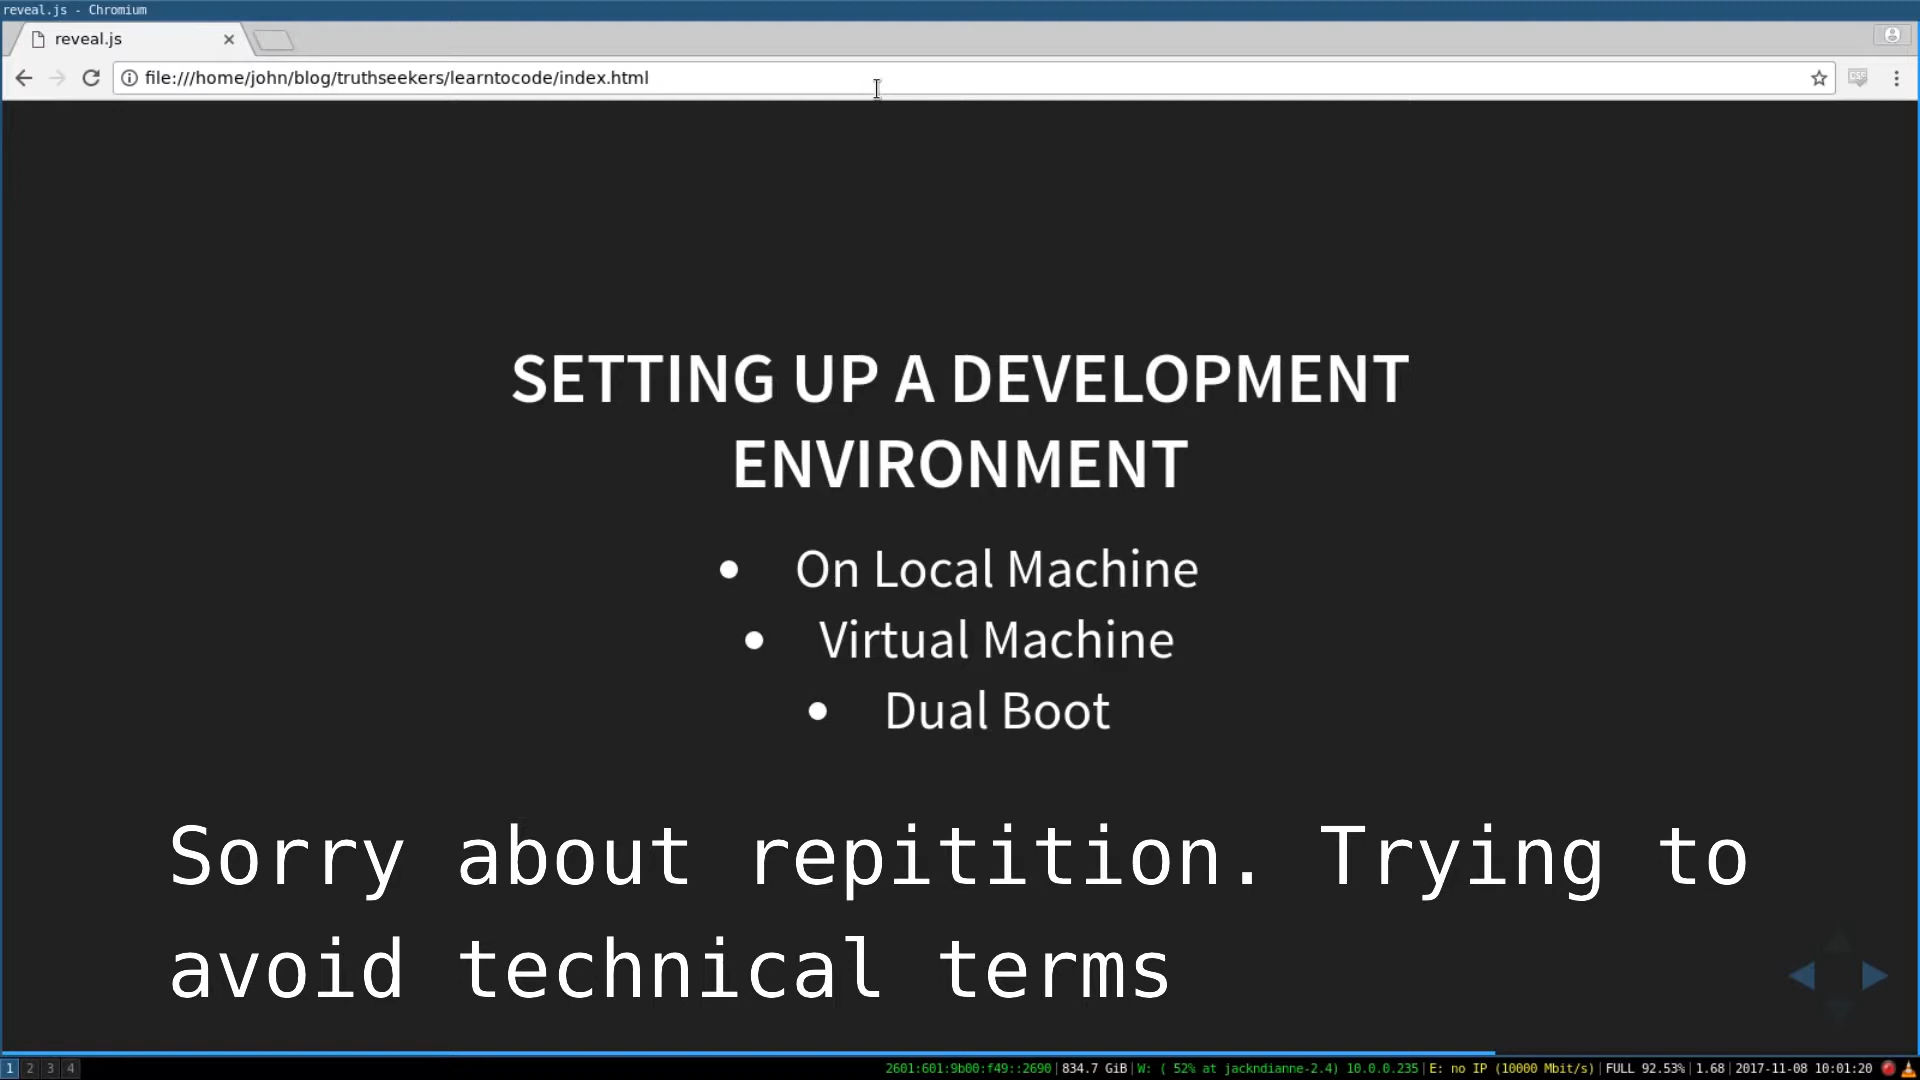 reveal.js - Chromium
reveal.js
file:///home/john/blog/truthseekers/learntocode/index.html
CSS
SETTING UP A DEVELOPMENT
ENVIRONMENT
• On Local Machine
• Virtual Machine
• Dual Boot
Sorry about repitition. Trying to
avoid technical terms
1 2 3 4
2601:601:9b00:f49::2690|834.7 GiB|W: ( 52% at jackndianne-2.4) 10.0.0.235|E: no IP (10000 Mbit/s)|FULL 92.53%|1.68|2017-11-08 10:01:20